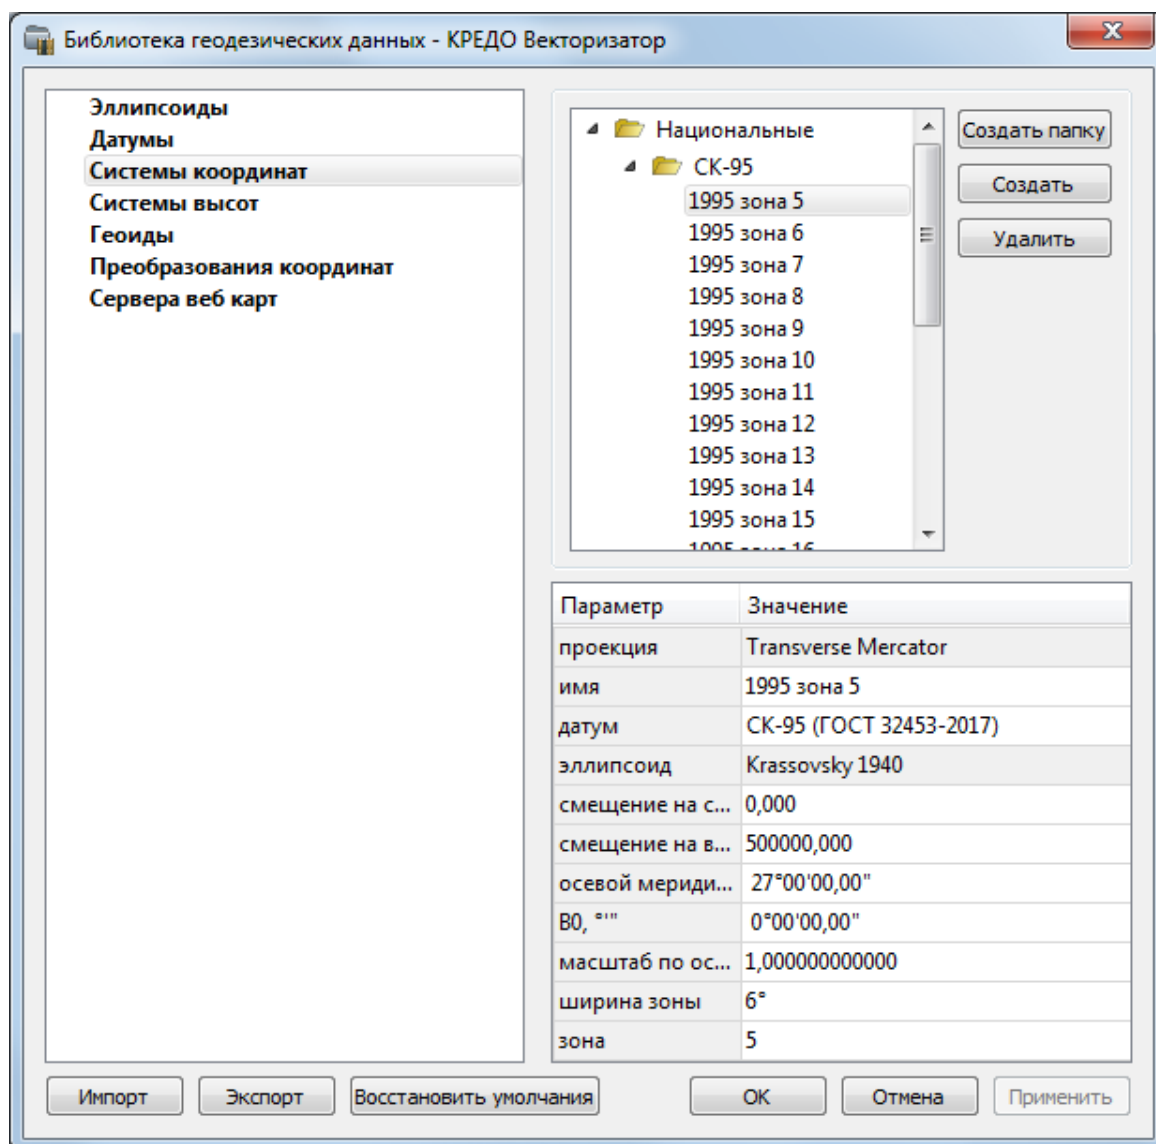 Библиотека геодезических данных - КРЕДО Векторизатор
Эллипсоиды
Датумы
Системы координат
Системы высот
Геоиды
Преобразования координат
Сервера веб карт
Национальные
СК-95
1995 зона 5
1995 зона 6
1995 зона 7
1995 зона 8
1995 зона 9
1995 зона 10
1995 зона 11
1995 зона 12
1995 зона 13
1995 зона 14
1995 зона 15
1995 зона 16
Создать папку
Создать
Удалить
Параметр Значение
проекция Transverse Mercator
имя 1995 зона 5
датум СК-95 (ГОСТ 32453-2017)
эллипсоид Krassovsky 1940
смещение на с... 0,000
смещение на в... 500000,000
осевой мериди... 27°00'00,00"
B0, °'" 0°00'00,00"
масштаб по ос... 1,000000000000
ширина зоны 6°
зона 5
Импорт Экспорт Восстановить умолчания OK Отмена Применить